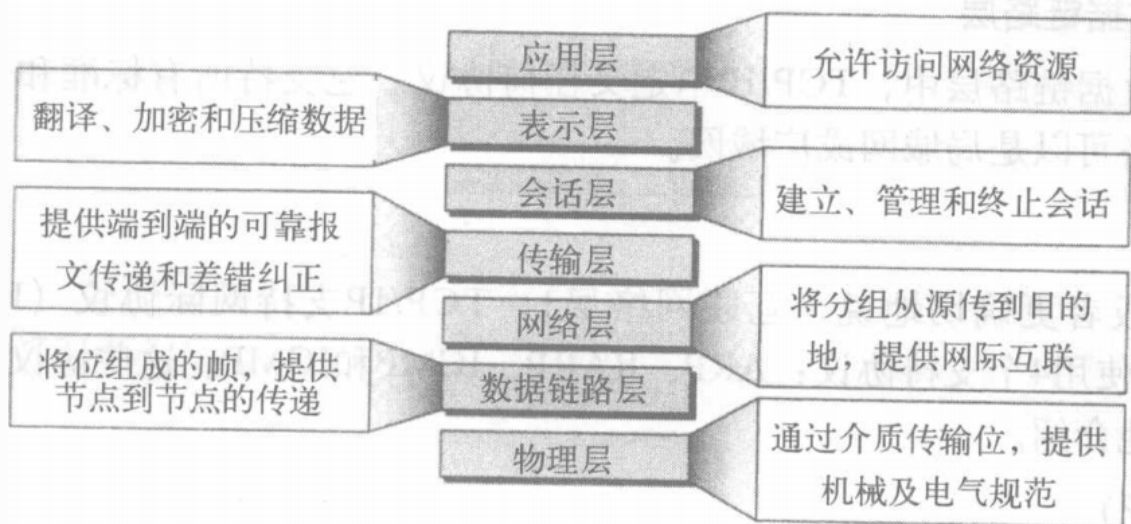 应用层
允许访问网络资源
翻译、加密和压缩数据
表示层
会话层
建立、管理和终止会话
提供端到端的可靠报
文传递和差错纠正
传输层
网络层
将分组从源传到目的
地，提供网际互联
将位组成的帧，提供
节点到节点的传递
数据链路层
物理层
通过介质传输位，提供
机械及电气规范